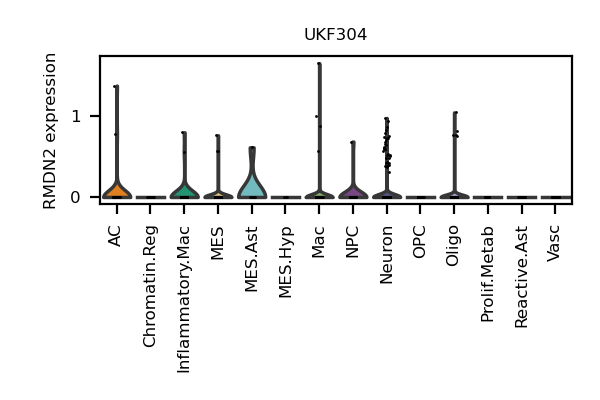 UKF304
RMDN2 expression
1
0
AC
Chromatin.Reg
Inflammatory.Mac
MES
MES.Ast
MES.Hyp
Mac
NPC
Neuron
OPC
Oligo
Prolif.Metab
Reactive.Ast
Vasc